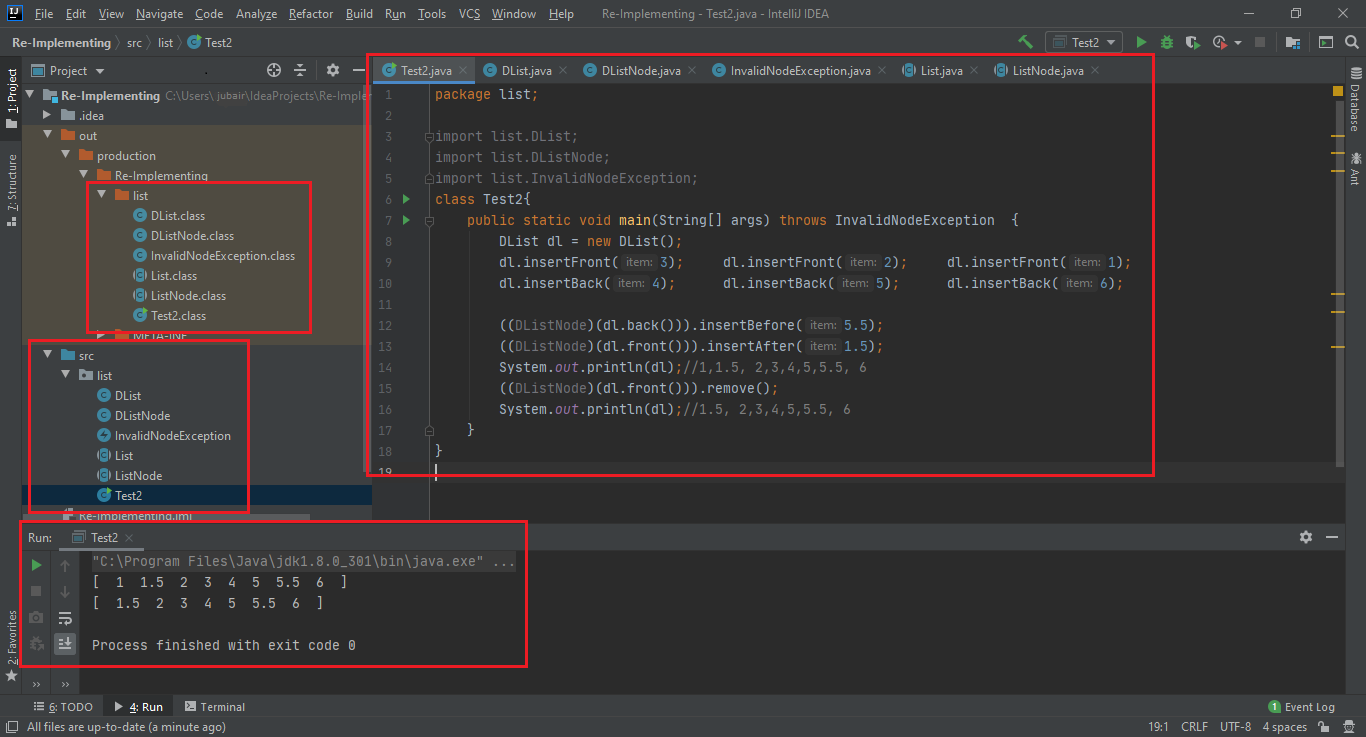 File Edit View Navigate Code Analyze Refactor Build Run Tools VCS Window Help Re-Implementing - Test2.java - IntelliJ IDEA
Re-Implementing src list Test2 Test2
Project
Test2.java DList.java DListNode.java InvalidNodeException.java List.java ListNode.java
1: Project
7: Structure
2: Favorites
Re-Implementing C:\Users\ jubair\IdeaProjects\Re-Imple
.idea
out
production
Re-Implementing
list
DList.class
DListNode.class
InvalidNodeException.class
List.class
ListNode.class
Test2.class
META-INF
src
list
DList
DListNode
InvalidNodeException
List
ListNode
Test2
Re-Implementing.iml
1 package list;
2
3 import list.DList;
4 import list.DListNode;
5 import list.InvalidNodeException;
6 class Test2{
7 public static void main(String[] args) throws InvalidNodeException {
8 DList dl = new DList();
9 dl.insertFront( item: 3); dl.insertFront( item: 2); dl.insertFront( item: 1);
10 dl.insertBack( item: 4); dl.insertBack( item: 5); dl.insertBack( item: 6);
11
12 ((DListNode)(dl.back())).insertBefore( item: 5.5);
13 ((DListNode)(dl.front())).insertAfter( item: 1.5);
14 System.out.println(dl);//1,1.5, 2,3,4,5,5.5, 6
15 ((DListNode)(dl.front())).remove();
16 System.out.println(dl);//1.5, 2,3,4,5,5.5, 6
17 }
18 }
19
Database
Ant
Run: Test2
"C:\Program Files\Java\jdk1.8.0_301\bin\java.exe" ...
[ 1 1.5 2 3 4 5 5.5 6 ]
[ 1.5 2 3 4 5 5.5 6 ]
Process finished with exit code 0
6: TODO 4: Run Terminal 1 Event Log
All files are up-to-date (a minute ago) 19:1 CRLF UTF-8 4 spaces